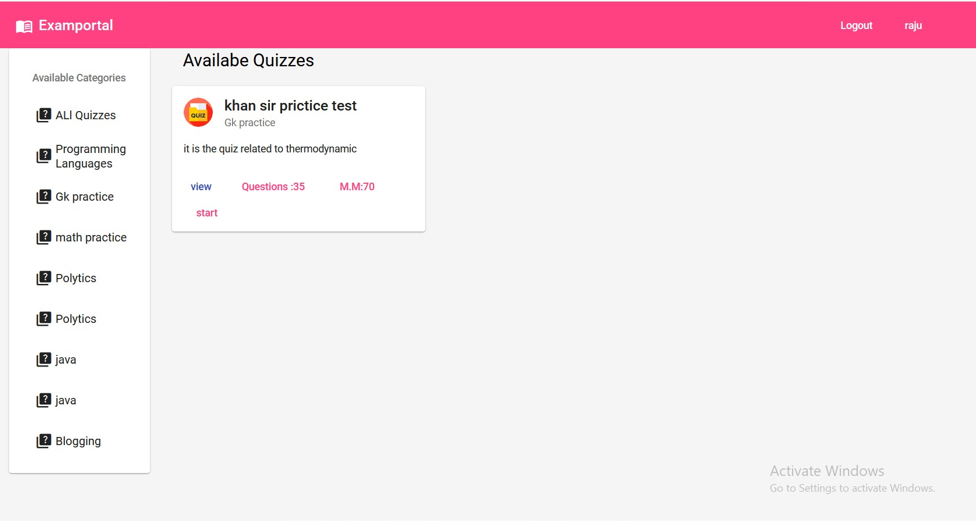 Examportal
Logout
raju
Available Categories
ALl Quizzes
Programming
Languages
Gk practice
math practice
Polytics
Polytics
java
java
Blogging
Availabe Quizzes
QUIZ
khan sir prictice test
Gk practice
it is the quiz related to thermodynamic
view
Questions :35
M.M:70
start
Activate Windows
Go to Settings to activate Windows.